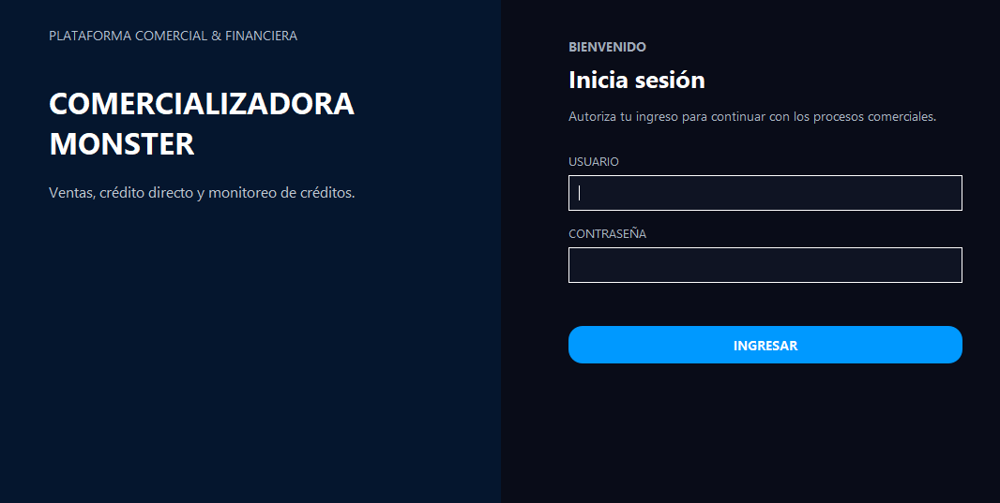 PLATAFORMA COMERCIAL & FINANCIERA
COMERCIALIZADORA
MONSTER
Ventas, crédito directo y monitoreo de créditos.
BIENVENIDO
Inicia sesión
Autoriza tu ingreso para continuar con los procesos comerciales.
USUARIO
CONTRASEÑA
INGRESAR